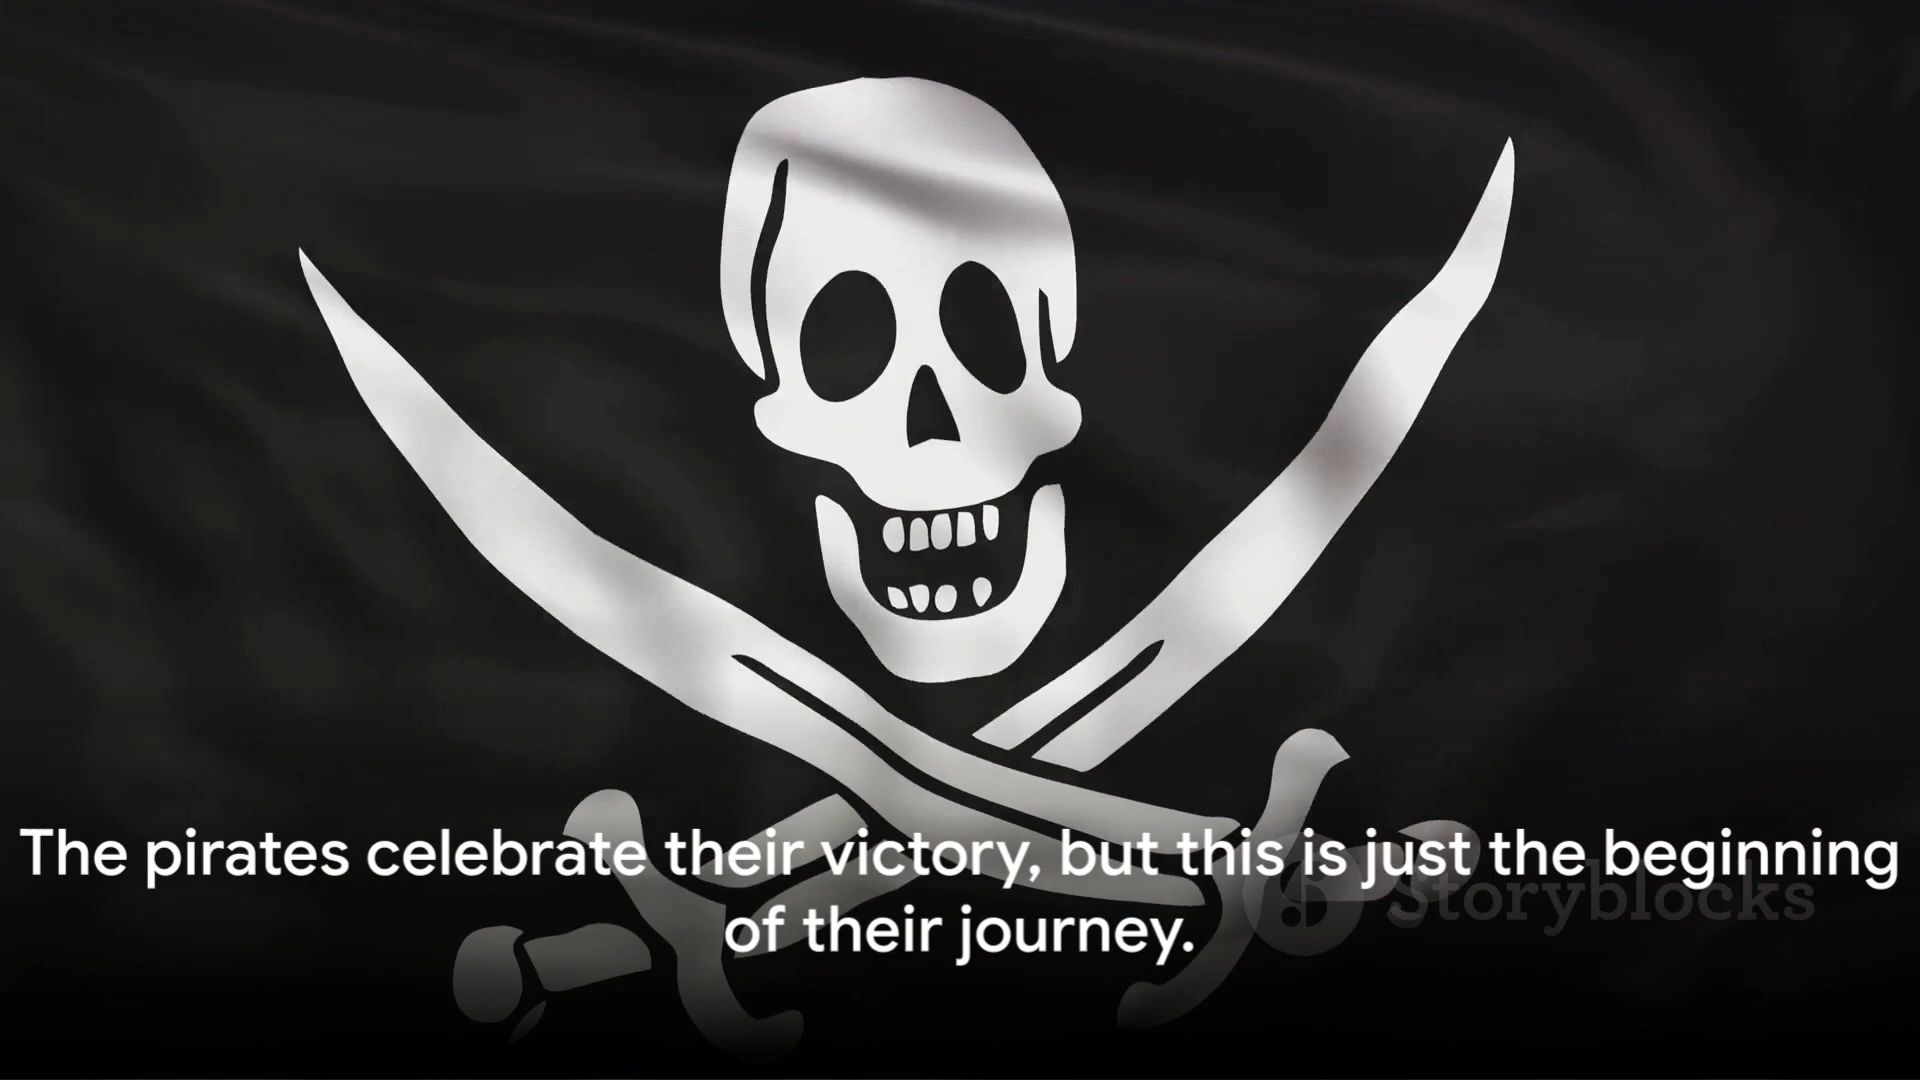 The pirates celebrate their victory, but this is just the beginning
of their journey.
Storyblocks